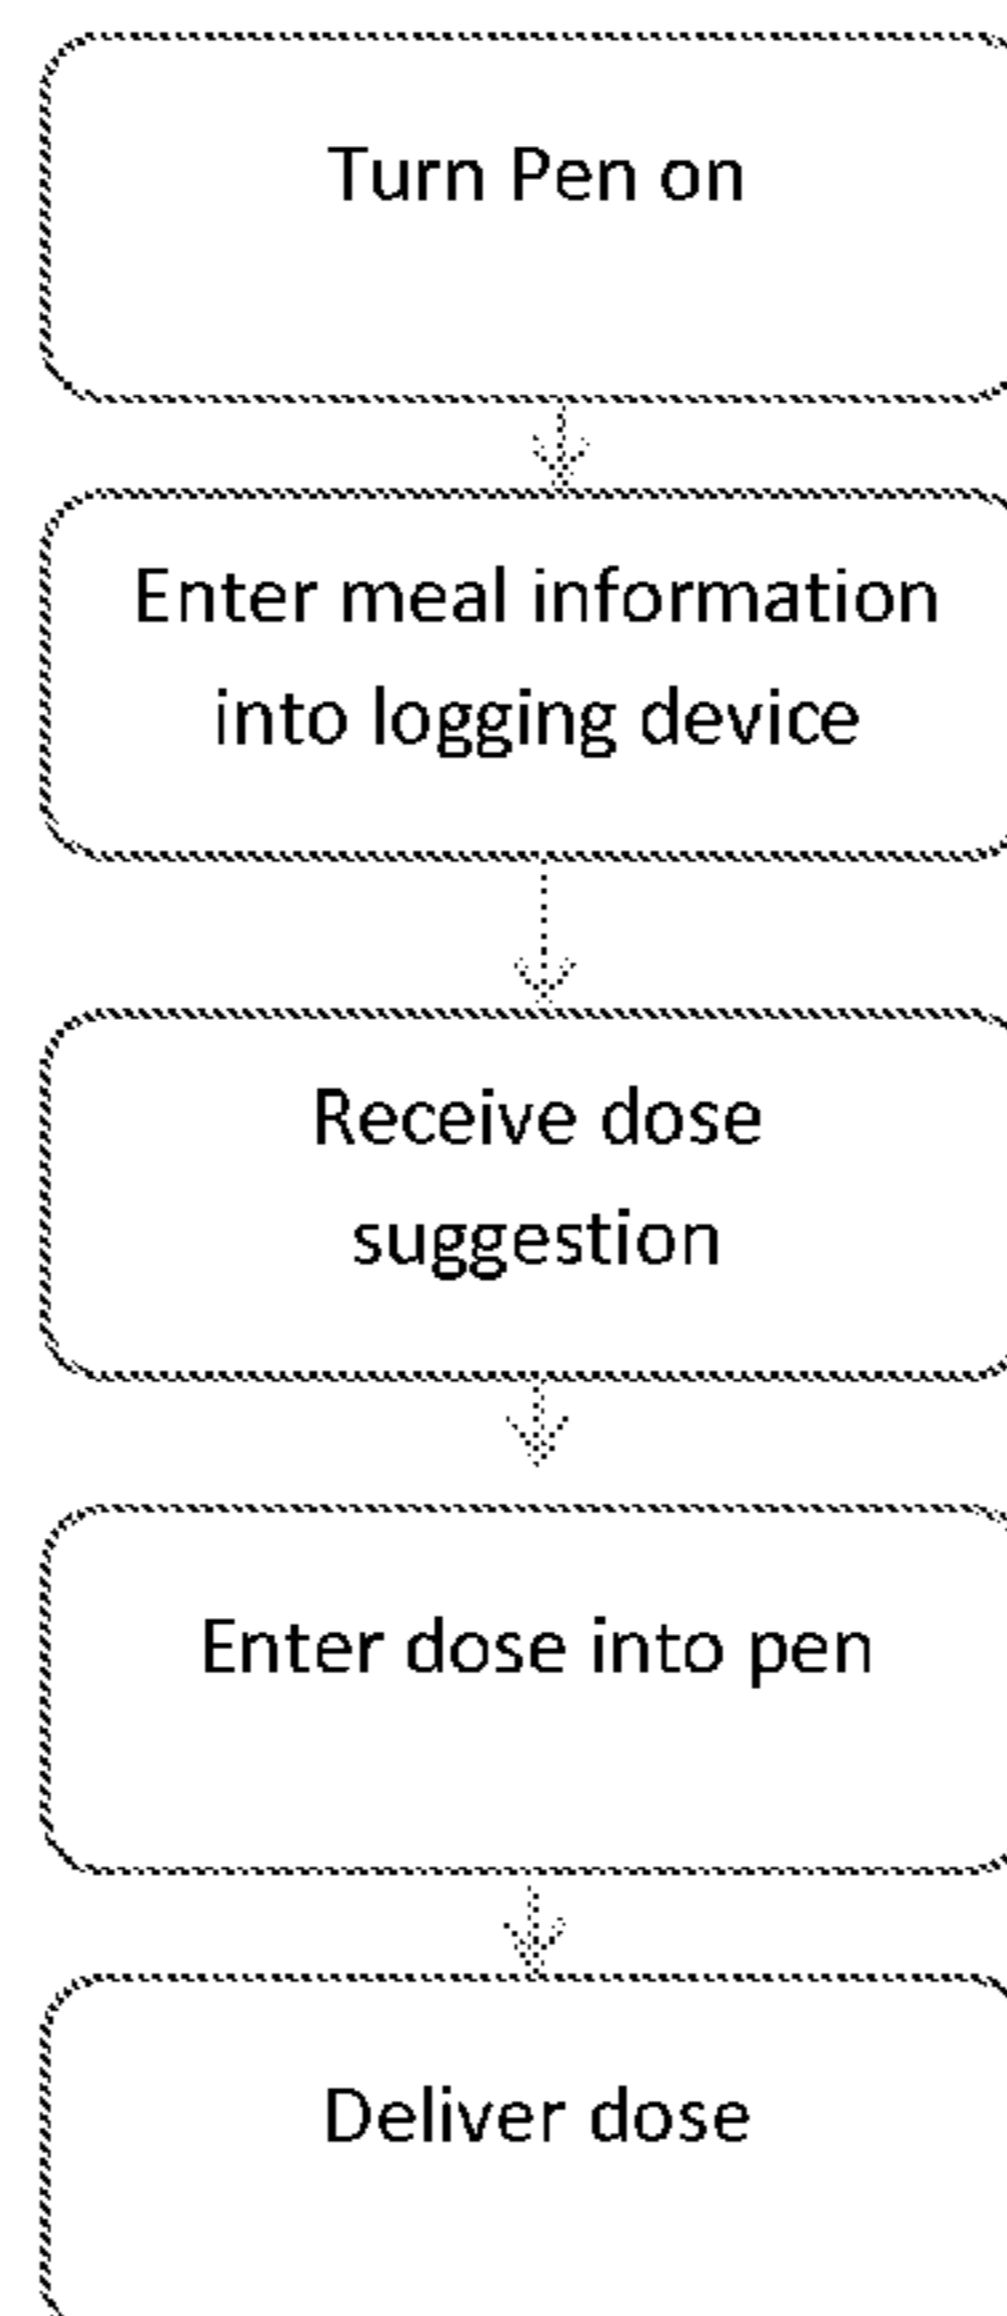 Turn Pen on
Enter meal information
into logging device
Receive dose
suggestion
Enter dose into pen
Deliver dose